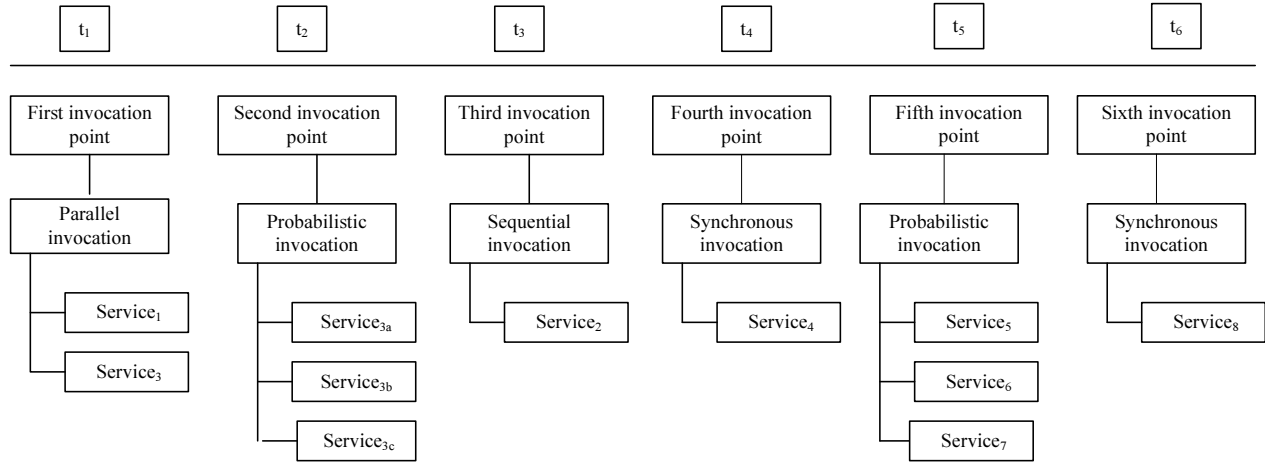 t₁
t₂
t₃
t₄
t₅
t₆
First invocation
point
Second invocation
point
Third invocation
point
Fourth invocation
point
Fifth invocation
point
Sixth invocation
point
Parallel
invocation
Probabilistic
invocation
Sequential
invocation
Synchronous
invocation
Probabilistic
invocation
Synchronous
invocation
Service₁
Service₃
Service₃ₐ
Service₃b
Service₃c
Service₂
Service₄
Service₅
Service₆
Service₇
Service₈